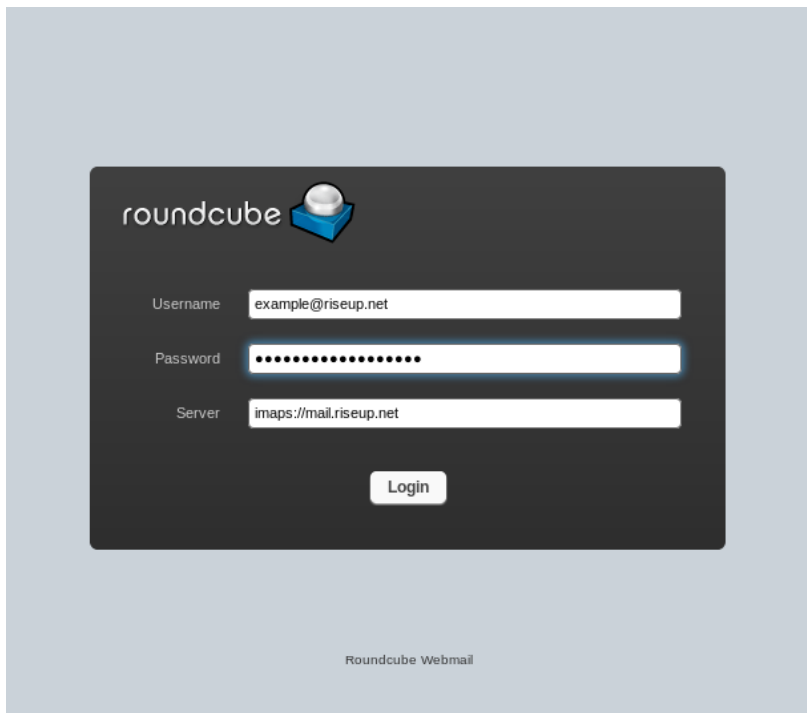 roundcube
Username example@riseup.net
Password ••••••••••••••••••
Server imaps://mail.riseup.net
Login
Roundcube Webmail